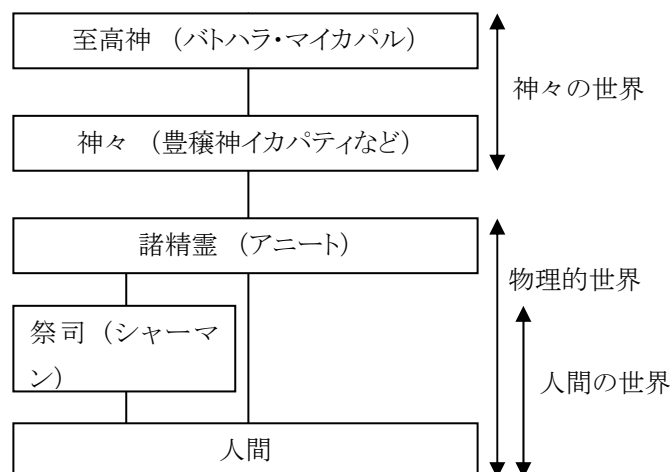 至高神 (バトハラ・マイカパル)
神々の世界
神々 (豊穣神イカパティなど)
諸精霊 (アニート)
物理的世界
祭司 (シャーマ
ン)
人間の世界
人間